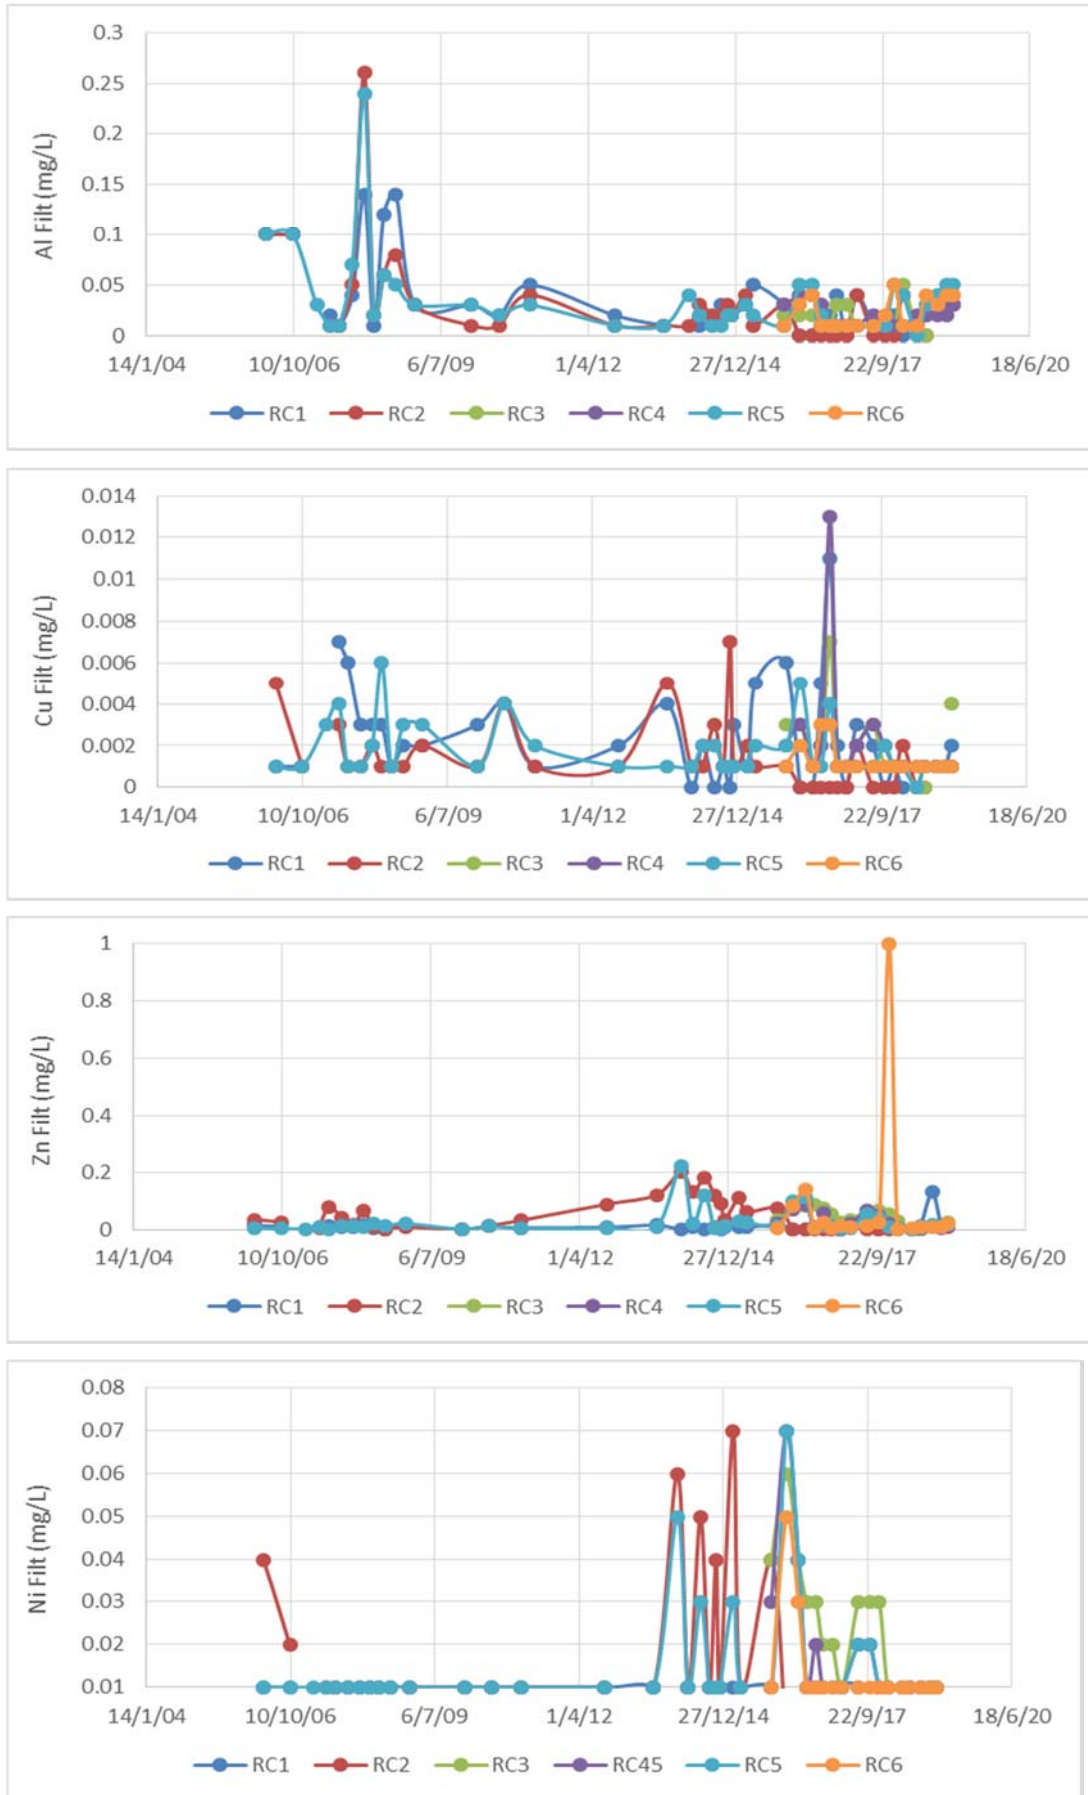 Al Filt (mg/L)
0.3
0.25
0.2
0.15
0.1
0.05
0
14/1/04 10/10/06 6/7/09 1/4/12 27/12/14 22/9/17 18/6/20
RC1 RC2 RC3 RC4 RC5 RC6
Cu Filt (mg/L)
0.014
0.012
0.01
0.008
0.006
0.004
0.002
0
14/1/04 10/10/06 6/7/09 1/4/12 27/12/14 22/9/17 18/6/20
RC1 RC2 RC3 RC4 RC5 RC6
Zn Filt (mg/L)
1
0.8
0.6
0.4
0.2
0
14/1/04 10/10/06 6/7/09 1/4/12 27/12/14 22/9/17 18/6/20
RC1 RC2 RC3 RC4 RC5 RC6
Ni Filt (mg/L)
0.08
0.07
0.06
0.05
0.04
0.03
0.02
0.01
14/1/04 10/10/06 6/7/09 1/4/12 27/12/14 22/9/17 18/6/20
RC1 RC2 RC3 RC45 RC5 RC6